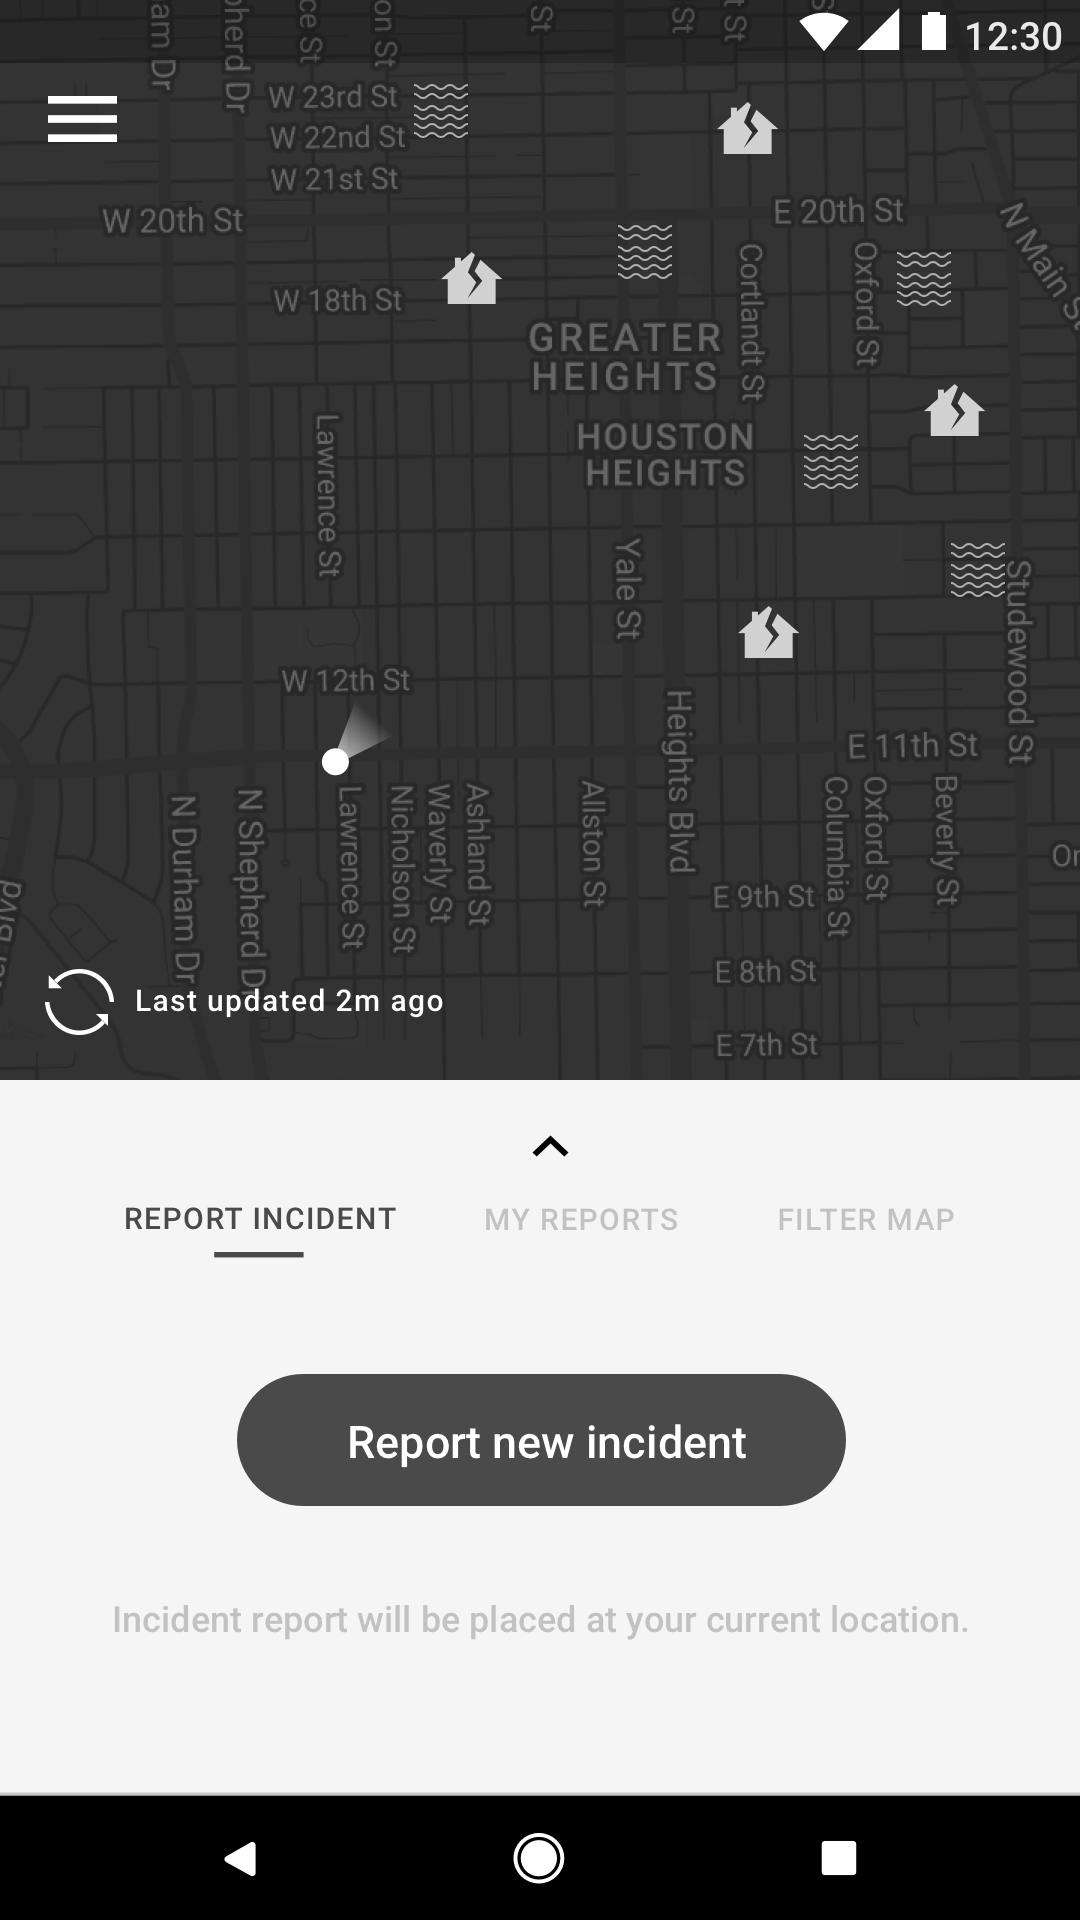 12:30
St
St
W 23rd St
W 22nd St
W 21st St
W 20th St
E 20th St
N Main St
W 18th St
Cortlandt St
Oxford St
GREATER
HEIGHTS
HOUSTON
HEIGHTS
Lawrence St
Yale St
Studewood St
W 12th St
Heights Blvd
E 11th St
N Durham Dr
N Shepherd Dr
Lawrence St
Nicholson St
Waverly St
Ashland St
Allston St
Columbia St
Oxford St
Beverly St
E 9th St
E 8th St
E 7th St
Last updated 2m ago
REPORT INCIDENT
MY REPORTS
FILTER MAP
Report new incident
Incident report will be placed at your current location.